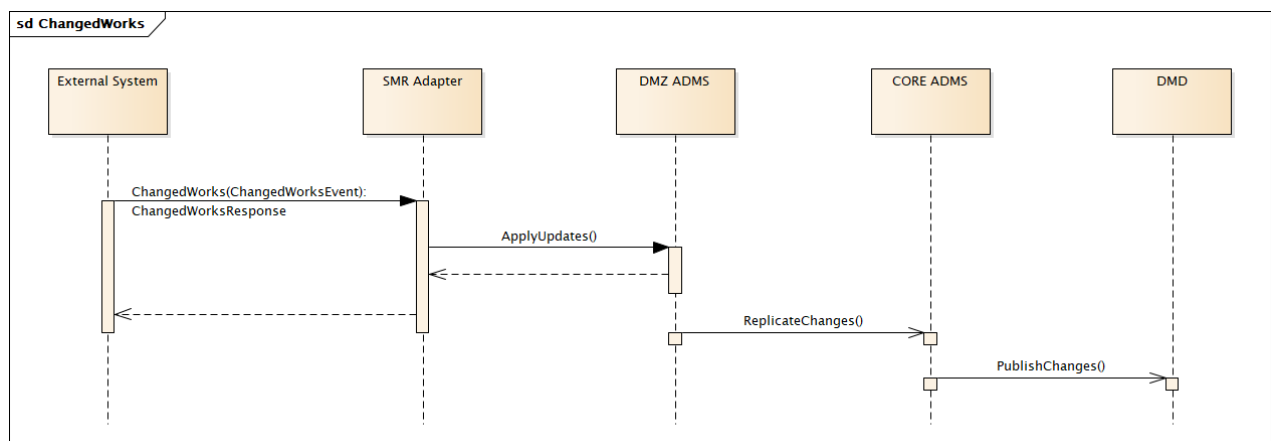 sd ChangedWorks
External System
SMR Adapter
DMZ ADMS
CORE ADMS
DMD
ChangedWorks(ChangedWorksEvent):
ChangedWorksResponse
ApplyUpdates()
ReplicateChanges()
PublishChanges()